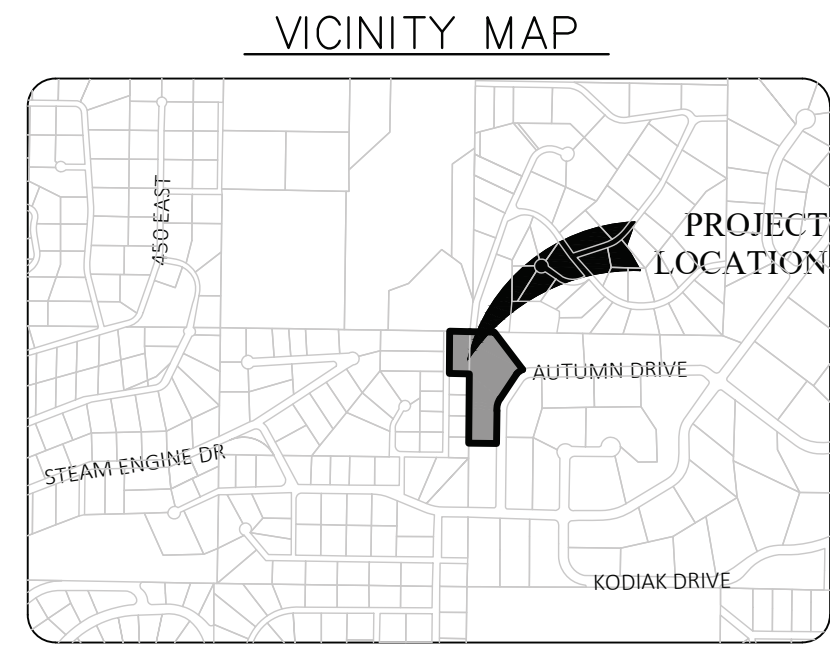 VICINITY MAP
450 EAST
PROJECT
LOCATION
AUTUMN DRIVE
STEAM ENGINE DR
KODIAK DRIVE